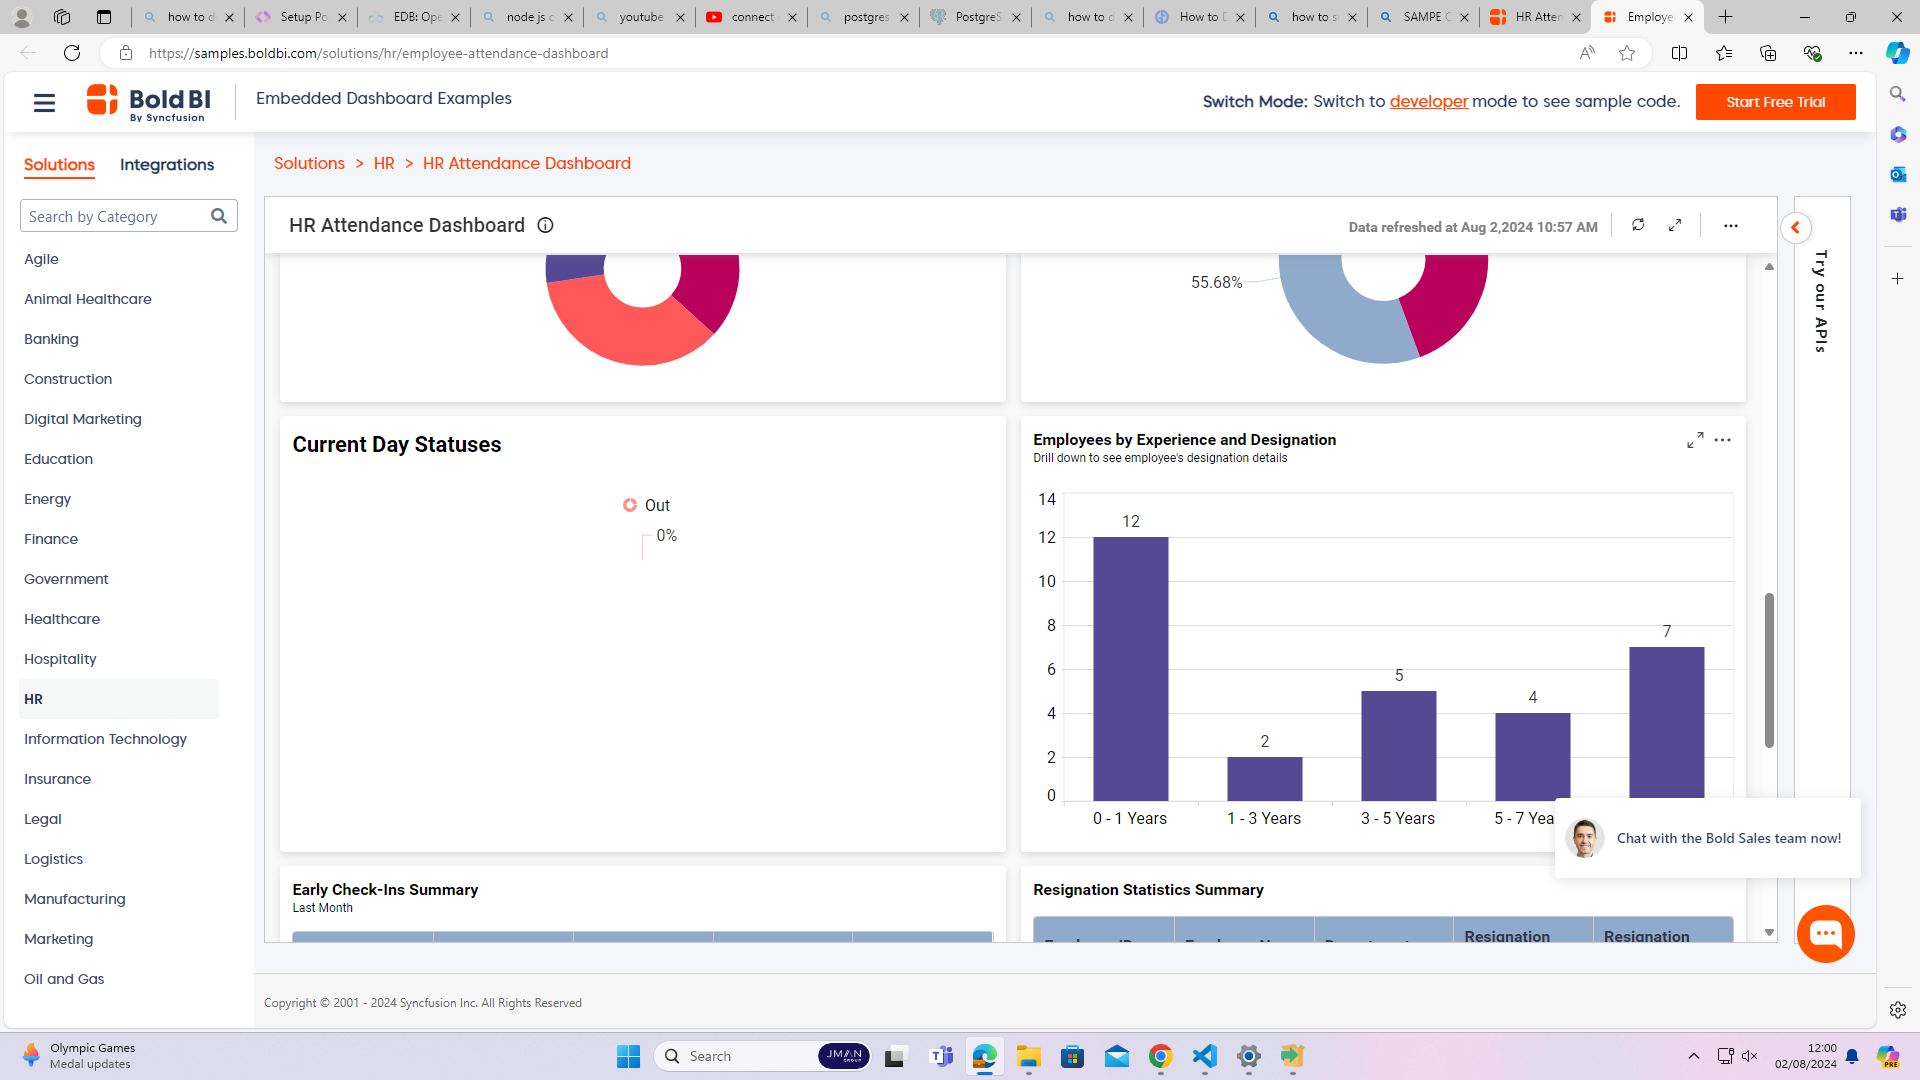 how to d
Setup Po
EDB: Ope
node js c
youtube
connect
postgres
PostgreS
how to d
How to D
how to se
SAMPE C
HR Atten
Employe
https://samples.boldbi.com/solutions/hr/employee-attendance-dashboard
Bold BI
By Syncfusion
Embedded Dashboard Examples
Switch Mode: Switch to developer mode to see sample code.
Start Free Trial
Solutions
Integrations
Solutions > HR > HR Attendance Dashboard
Search by Category
Agile
Animal Healthcare
Banking
Construction
Digital Marketing
Education
Energy
Finance
Government
Healthcare
Hospitality
HR
Information Technology
Insurance
Legal
Logistics
Manufacturing
Marketing
Oil and Gas
HR Attendance Dashboard
Data refreshed at Aug 2,2024 10:57 AM
Try our APIs
55.68%
Current Day Statuses
Out
0%
Employees by Experience and Designation
Drill down to see employee's designation details
14
12
10
8
6
4
2
0
12
2
5
4
7
0 - 1 Years
1 - 3 Years
3 - 5 Years
5 - 7 Yea
Chat with the Bold Sales team now!
Early Check-Ins Summary
Last Month
Resignation Statistics Summary
Resignation
Resignation
Copyright © 2001 - 2024 Syncfusion Inc. All Rights Reserved
Olympic Games
Medal updates
Search
JMAN
GROUP
12:00
02/08/2024
PRE